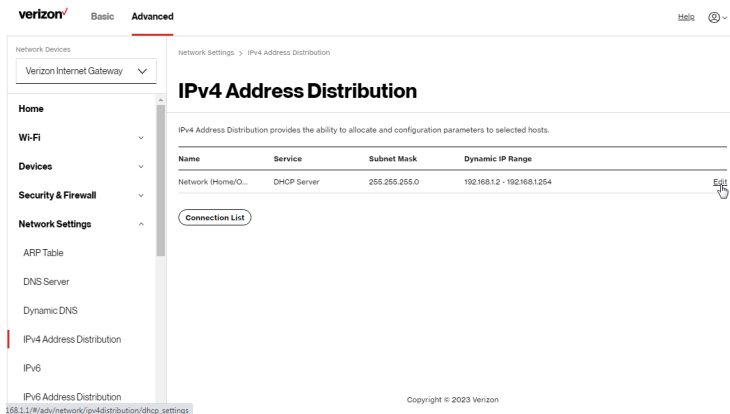 verizon✓ Basic Advanced Help
Network Devices
Verizon Internet Gateway
Home
Wi-Fi
Devices
Security & Firewall
Network Settings
ARP Table
DNS Server
Dynamic DNS
IPv4 Address Distribution
IPv6
IPv6 Address Distribution
168.1.1/#/adv/network/ipv4distribution/dhcp_settings
Network Settings > IPv4 Address Distribution
IPv4 Address Distribution
IPv4 Address Distribution provides the ability to allocate and configuration parameters to selected hosts.
Name Service Subnet Mask Dynamic IP Range
Network (Home/O... DHCP Server 255.255.255.0 192.168.1.2 - 192.168.1.254 Edit
Connection List
Copyright © 2023 Verizon